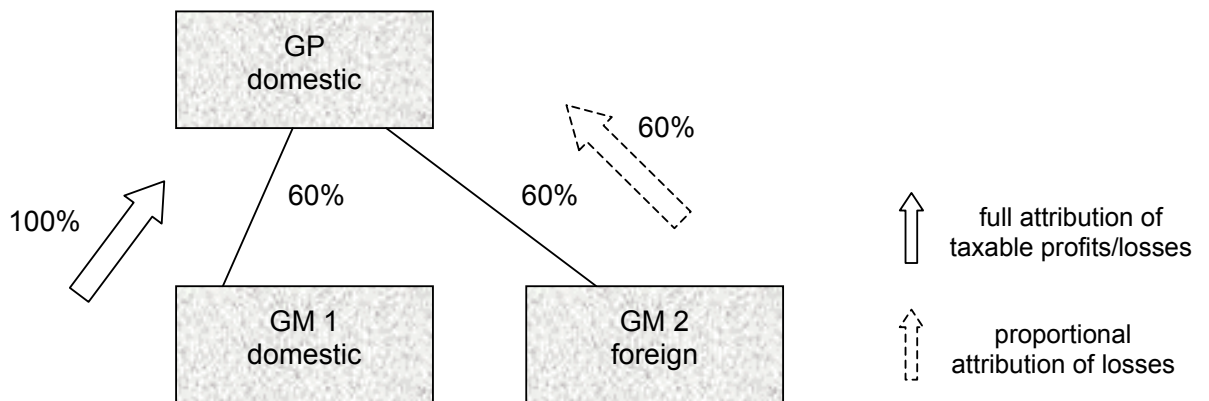 GP
domestic
60%
100%
60%
60%
full attribution of
taxable profits/losses
GM 1
domestic
GM 2
foreign
proportional
attribution of losses